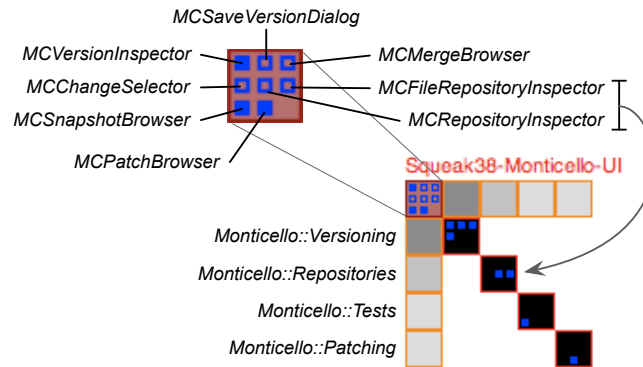 MCSaveVersionDialog
MCVersionInspector
MCMergeBrowser
MCChangeSelector
MCFileRepositoryInspector
MCSnapshotBrowser
MCRepositoryInspector
MCPatchBrowser
Squeak38-Monticello-UI
Monticello::Versioning
Monticello::Repositories
Monticello::Tests
Monticello::Patching